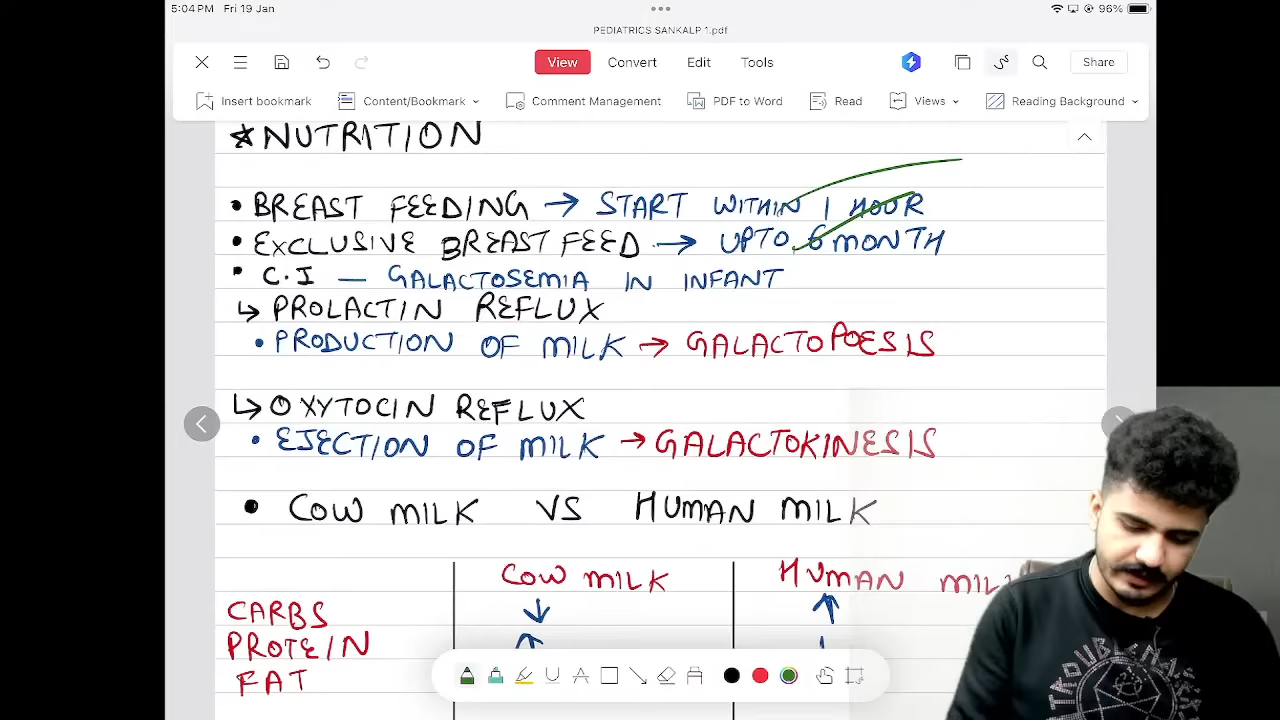 5:04 PM Fri 19 Jan
96%
PEDIATRICS SANKALP 1.pdf
View Convert Edit Tools Share
Insert bookmark Content/Bookmark Comment Management PDF to Word Read Views Reading Background
★NUTRITION
• BREAST FEEDING → START WITHIN 1 HOUR
• EXCLUSIVE BREAST FEED → UPTO 6 MONTH
• C.I — GALACTOSEMIA IN INFANT
↳ PROLACTIN REFLUX
• PRODUCTION OF MILK → GALACTOPOESIS
↳ OXYTOCIN REFLUX
• EJECTION OF MILK → GALACTOKINESIS
• COW MILK VS HUMAN MILK
COW MILK HUMAN MIL
CARBS ↓ ↑
PROTEIN ↑
FAT